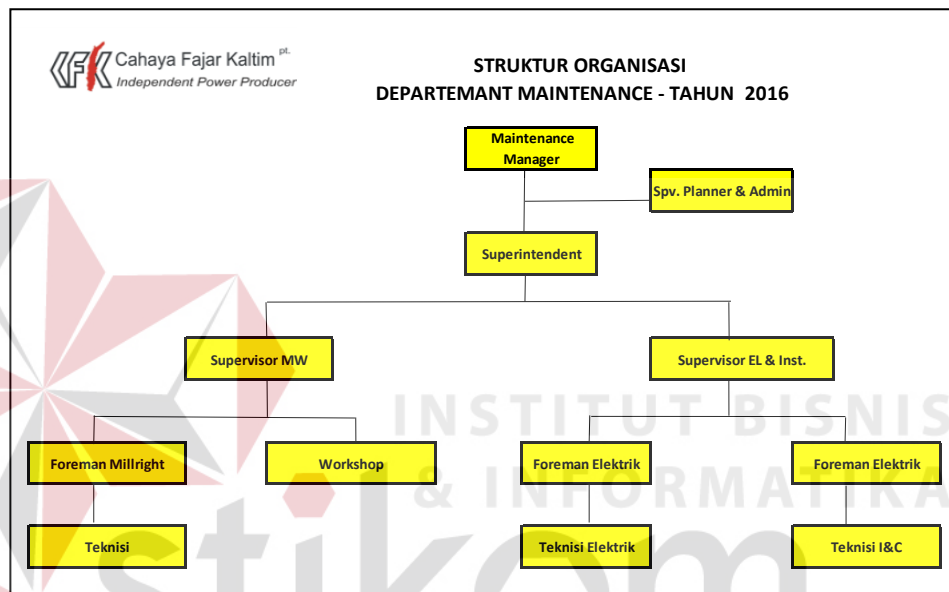 CFK Cahaya Fajar Kaltim pt.
Independent Power Producer
STRUKTUR ORGANISASI
DEPARTEMANT MAINTENANCE - TAHUN 2016
Maintenance
Manager
Spv. Planner & Admin
Superintendent
Supervisor MW
Supervisor EL & Inst.
INSTITUT BISNIS
Foreman Millright
Workshop
Foreman Elektrik
Foreman Elektrik
& INFORMATIKA
Teknisi
Teknisi Elektrik
Teknisi I&C
stikom